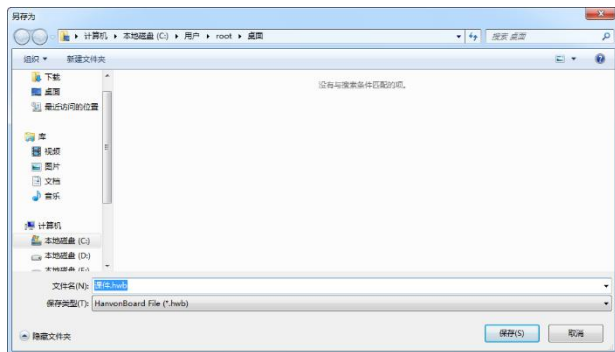 另存为
计算机 ▸ 本地磁盘 (C:) ▸ 用户 ▸ root ▸ 桌面
搜索 桌面
组织
新建文件夹
下载
桌面
最近访问的位置
库
视频
图片
文档
音乐
计算机
本地磁盘 (C:)
本地磁盘 (D:)
本地磁盘 (E:)
没有与搜索条件匹配的项。
文件名(N): 课件.hwb
保存类型(T): HanvonBoard File (*.hwb)
隐藏文件夹
保存(S)
取消